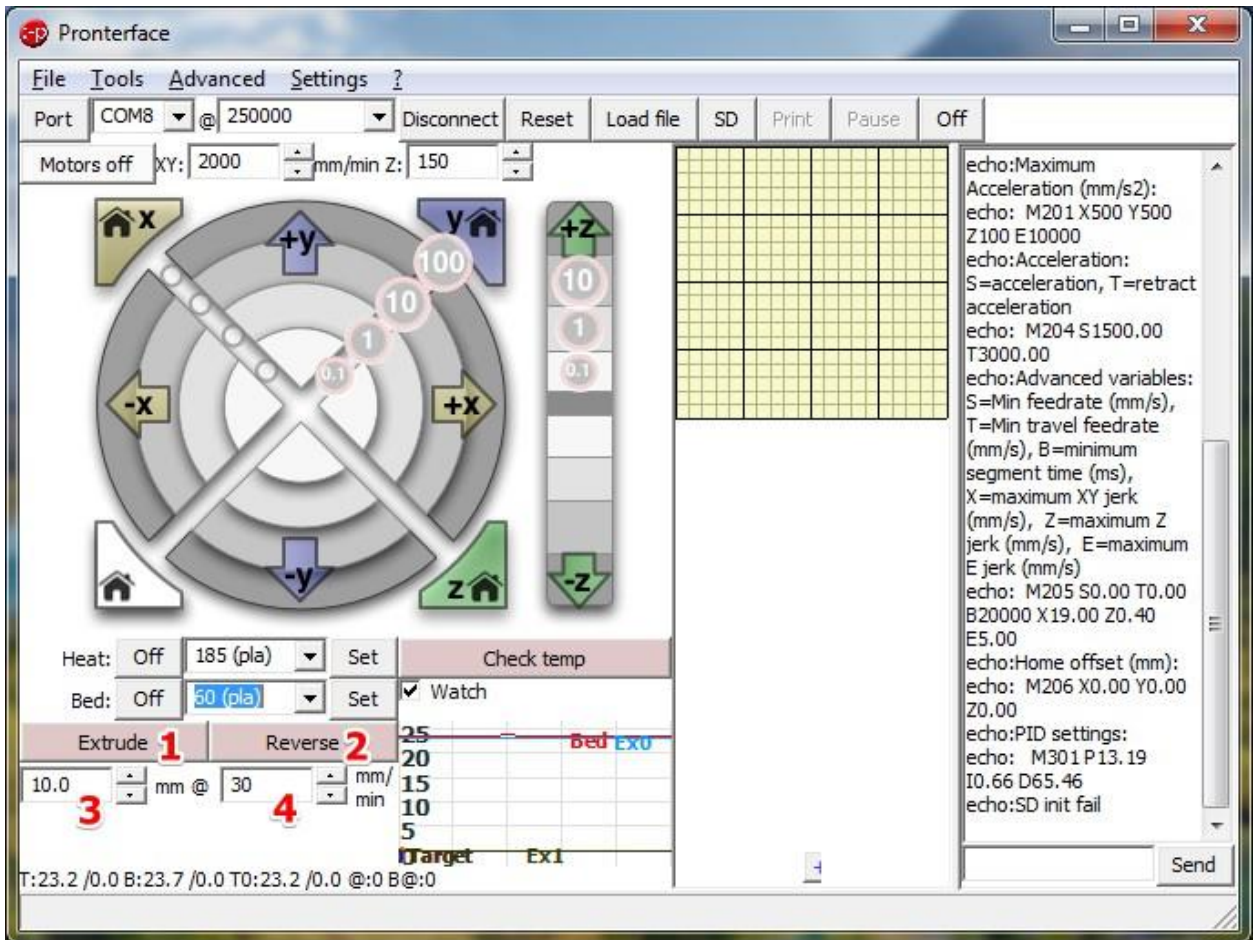 Pronterface
File Tools Advanced Settings ?
Port COM8 @ 250000 Disconnect Reset Load file SD Print Pause Off
Motors off XY: 2000 mm/min Z: 150
x
+y
y
100
10
1
0.1
-x
+x
-y
z
+z
10
1
0.1
-z
Heat: Off 185 (pla) Set Check temp
Bed: Off 60 (pla) Set Watch
Extrude 1 Reverse 2
10.0 mm @ 30 mm/
min
3 4
25 Bed Ex0
20
15
10
5
0 Target Ex1
T:23.2 /0.0 B:23.7 /0.0 T0:23.2 /0.0 @:0 B@:0
+
echo:Maximum
Acceleration (mm/s2):
echo: M201 X500 Y500
Z100 E10000
echo:Acceleration:
S=acceleration, T=retract
acceleration
echo: M204 S1500.00
T3000.00
echo:Advanced variables:
S=Min feedrate (mm/s),
T=Min travel feedrate
(mm/s), B=minimum
segment time (ms),
X=maximum XY jerk
(mm/s), Z=maximum Z
jerk (mm/s), E=maximum
E jerk (mm/s)
echo: M205 S0.00 T0.00
B20000 X19.00 Z0.40
E5.00
echo:Home offset (mm):
echo: M206 X0.00 Y0.00
Z0.00
echo:PID settings:
echo: M301 P13.19
I0.66 D65.46
echo:SD init fail
Send